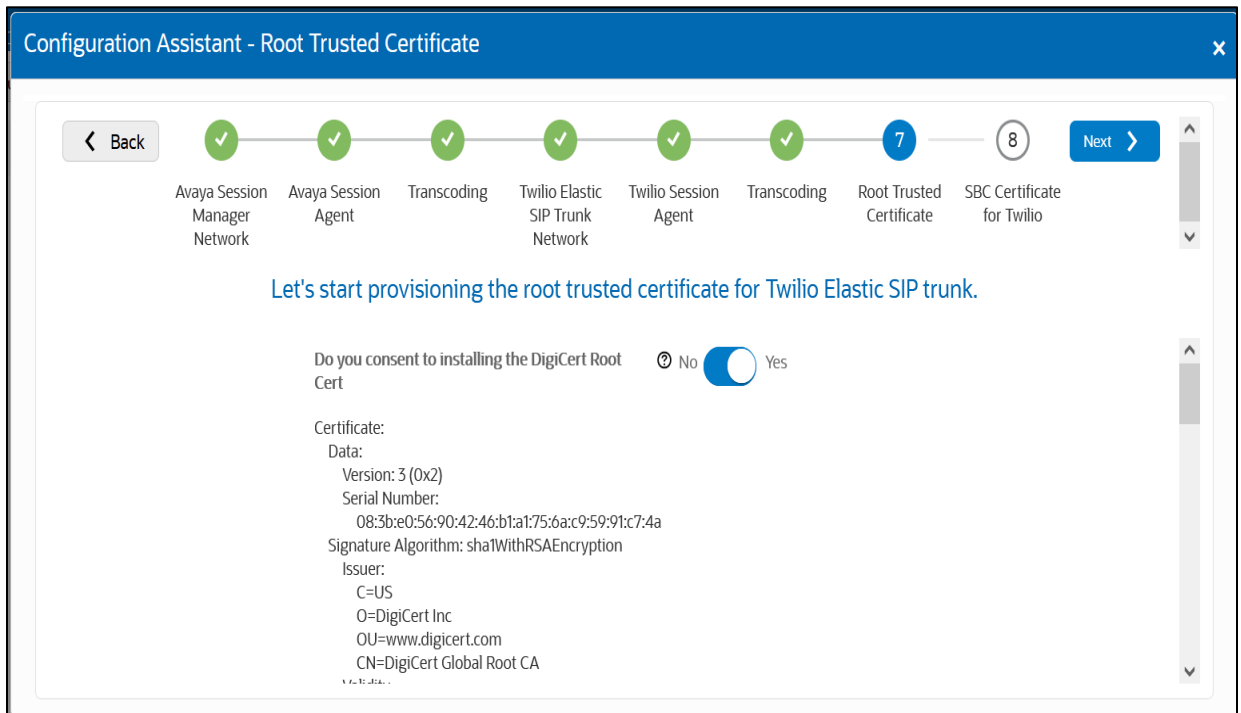 Configuration Assistant - Root Trusted Certificate
x
Back
7
8
Next
Avaya Session
Manager
Network
Avaya Session
Agent
Transcoding
Twilio Elastic
SIP Trunk
Network
Twilio Session
Agent
Transcoding
Root Trusted
Certificate
SBC Certificate
for Twilio
Let's start provisioning the root trusted certificate for Twilio Elastic SIP trunk.
Do you consent to installing the DigiCert Root
Cert
? No
Yes
Certificate:
Data:
Version: 3 (0x2)
Serial Number:
08:3b:e0:56:90:42:46:b1:a1:75:6a:c9:59:91:c7:4a
Signature Algorithm: sha1WithRSAEncryption
Issuer:
C=US
O=DigiCert Inc
OU=www.digicert.com
CN=DigiCert Global Root CA
Validity